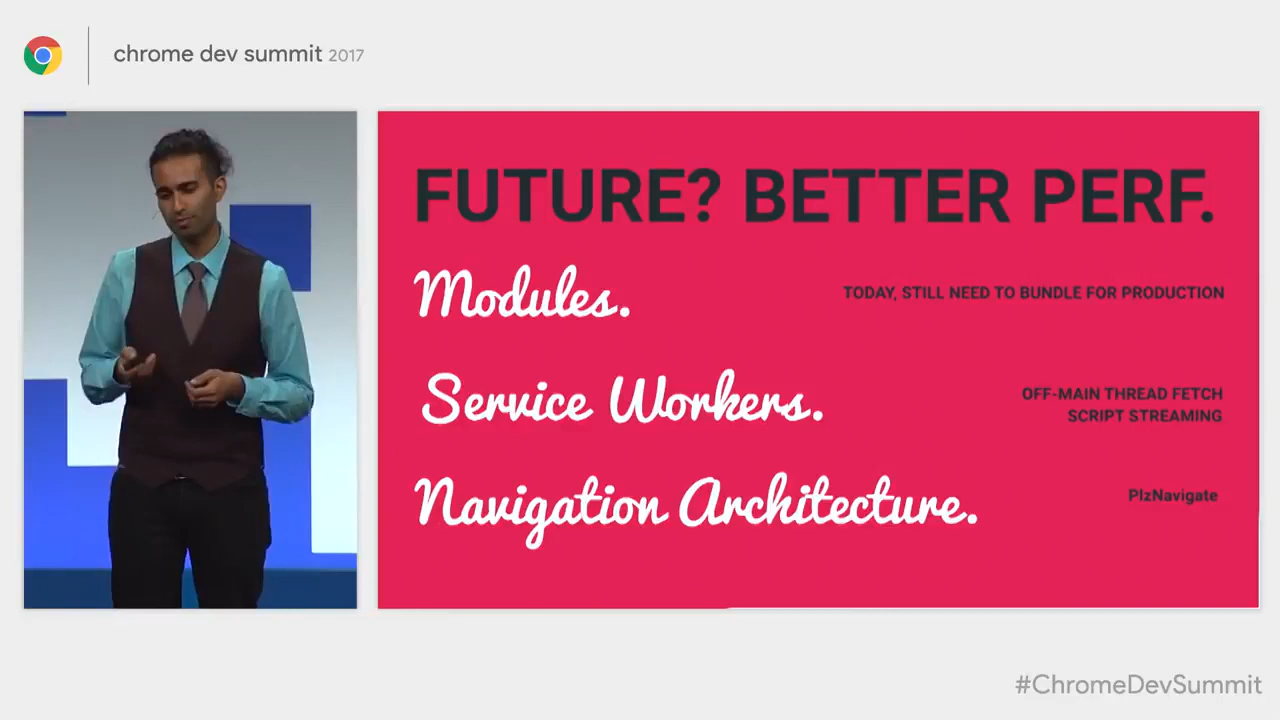 chrome dev summit 2017
FUTURE? BETTER PERF.
Modules.
TODAY, STILL NEED TO BUNDLE FOR PRODUCTION
Service Workers.
OFF-MAIN THREAD FETCH
SCRIPT STREAMING
Navigation Architecture.
PlzNavigate
#ChromeDevSummit